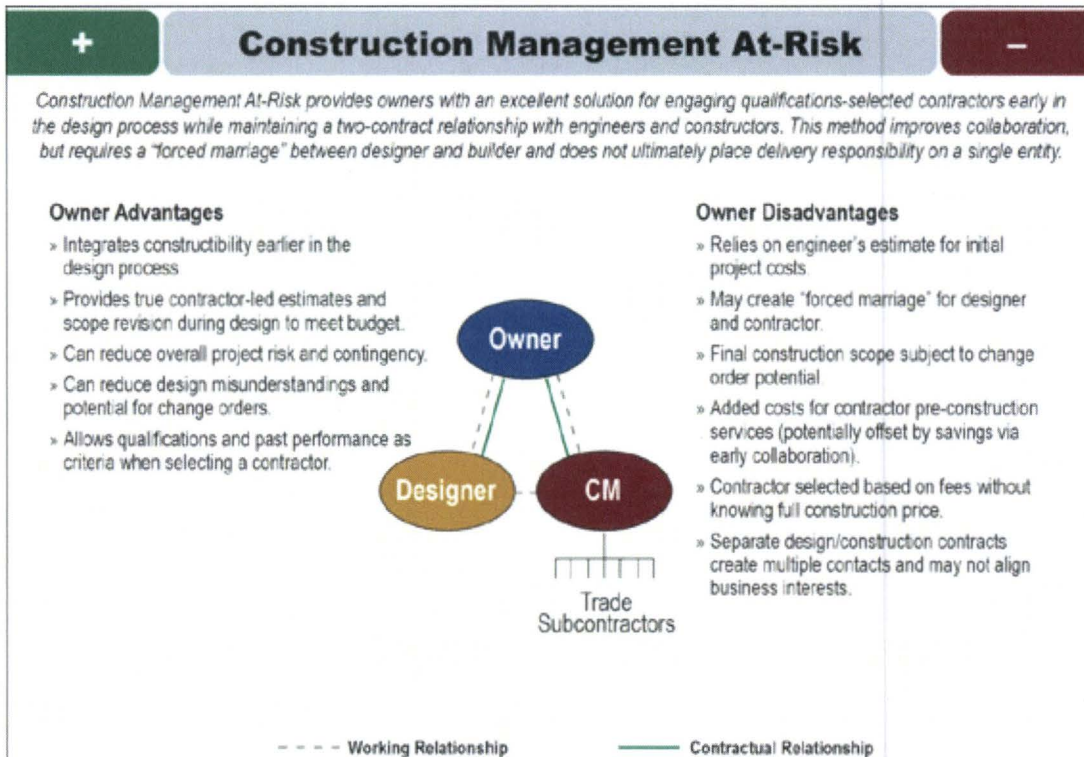 +
Construction Management At-Risk
–
Construction Management At-Risk provides owners with an excellent solution for engaging qualifications-selected contractors early in
the design process while maintaining a two-contract relationship with engineers and constructors. This method improves collaboration,
but requires a "forced marriage" between designer and builder and does not ultimately place delivery responsibility on a single entity.
Owner Advantages
» Integrates constructibility earlier in the
design process
» Provides true contractor-led estimates and
scope revision during design to meet budget.
» Can reduce overall project risk and contingency.
» Can reduce design misunderstandings and
potential for change orders.
» Allows qualifications and past performance as
criteria when selecting a contractor.
Owner
Designer
CM
Trade
Subcontractors
Owner Disadvantages
» Relies on engineer's estimate for initial
project costs.
» May create "forced marriage" for designer
and contractor.
» Final construction scope subject to change
order potential.
» Added costs for contractor pre-construction
services (potentially offset by savings via
early collaboration).
» Contractor selected based on fees without
knowing full construction price.
» Separate design/construction contracts
create multiple contacts and may not align
business interests.
Working Relationship
Contractual Relationship